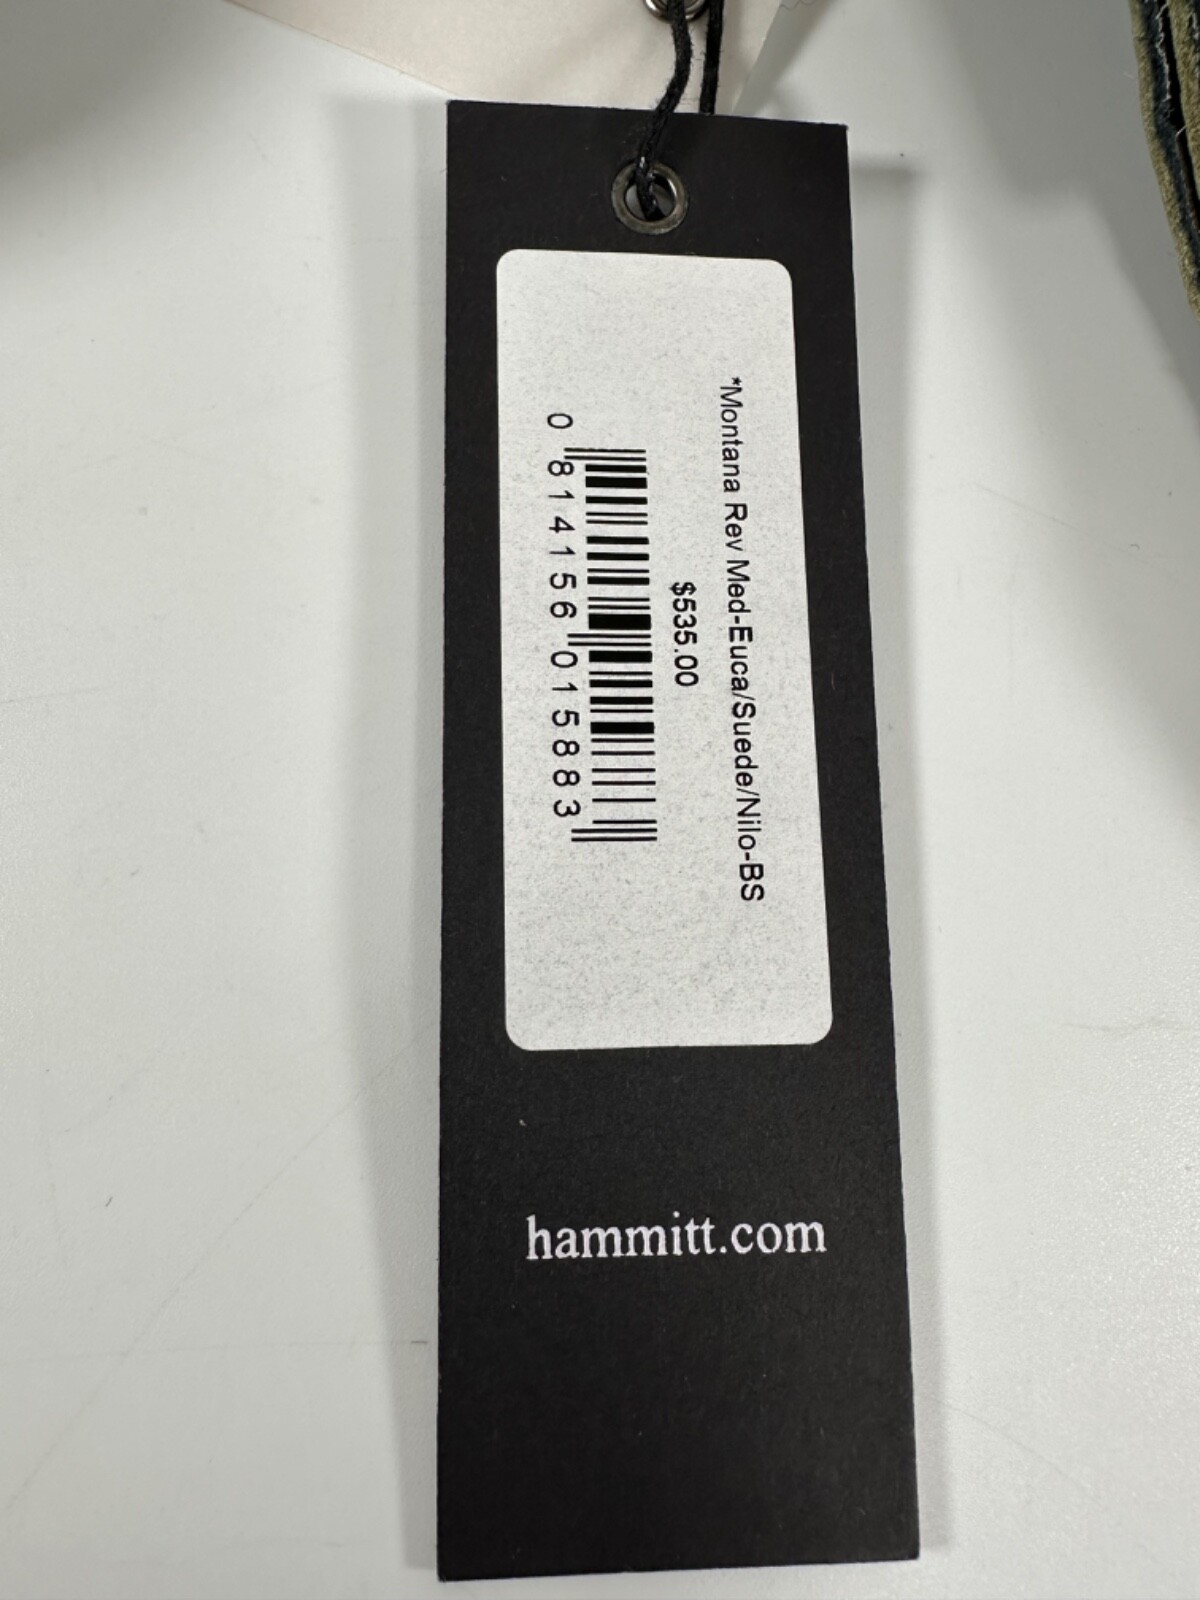 *Montana Rev Med-Euca/Suede/Nilo-BS
$535.00
0 814156 015883
hammitt.com